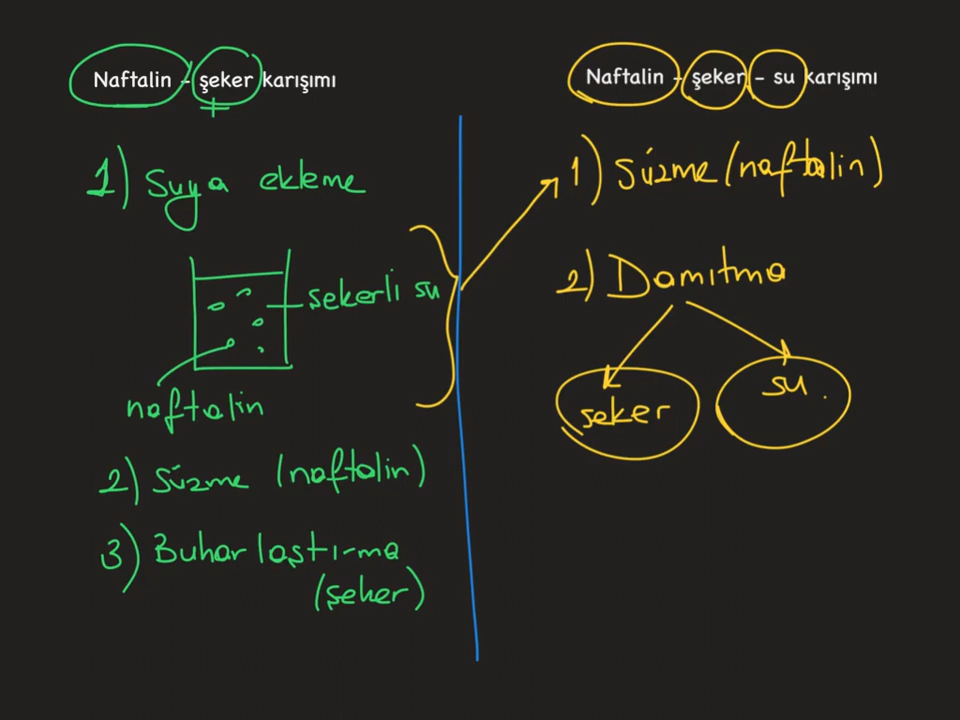 Naftalin - şeker karışımı
1) Suya ekleme
şekerli su
naftalin
2) Süzme (naftalin)
3) Buharlaştırma
(şeker)
Naftalin - şeker - su karışımı
1) Süzme (naftalin)
2) Damıtma
şeker
su